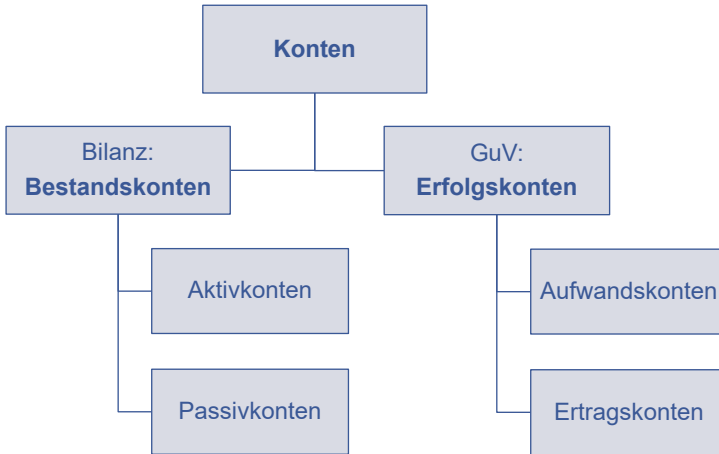 Konten
Bilanz:
Bestandskonten
GuV:
Erfolgskonten
Aktivkonten
Aufwandskonten
Passivkonten
Ertragskonten